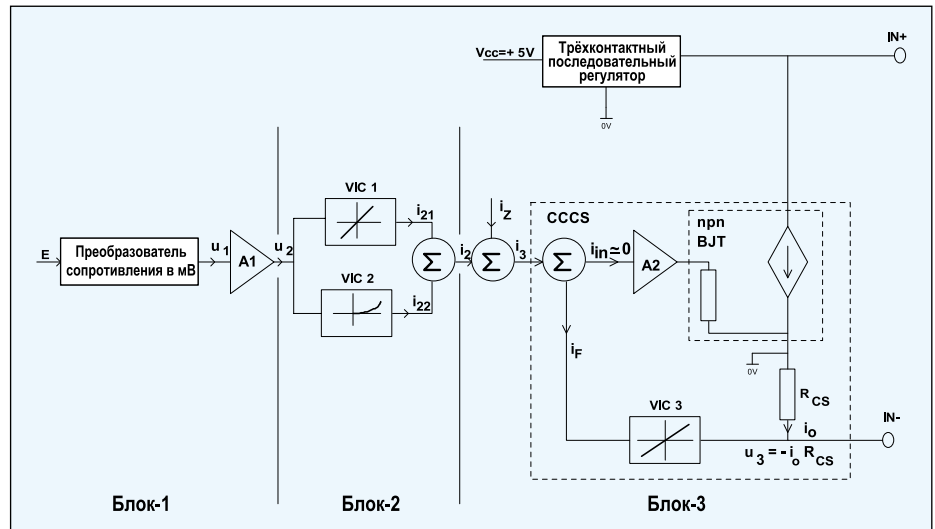 IN+
Vcc=+ 5V
Трёхконтактный
последовательный
регулятор
0V
VIC 1
i21
iZ
CCCS
npn
BJT
E
Преобразователь
сопротивления в мВ
u1
A1
u2
Σ
i2
Σ
i3
Σ
iin≃0
A2
VIC 2
i22
iF
0V
RCS
VIC 3
io
IN-
u3 = -io RCS
Блок-1
Блок-2
Блок-3